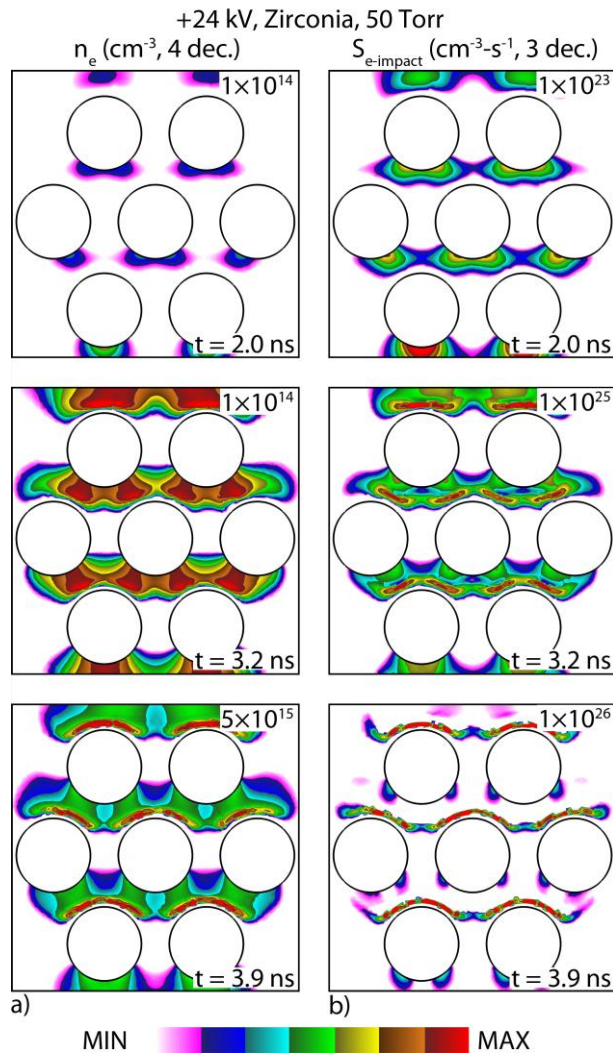 +24 kV, Zirconia, 50 Torr
nₑ (cm⁻³, 4 dec.) Sₑ₋ᵢₘₚₐcₜ (cm⁻³-s⁻¹, 3 dec.)
1×10¹⁴ 1×10²³
t = 2.0 ns t = 2.0 ns
1×10¹⁴ 1×10²⁵
t = 3.2 ns t = 3.2 ns
5×10¹⁵ 1×10²⁶
t = 3.9 ns t = 3.9 ns
a) b)
MIN MAX